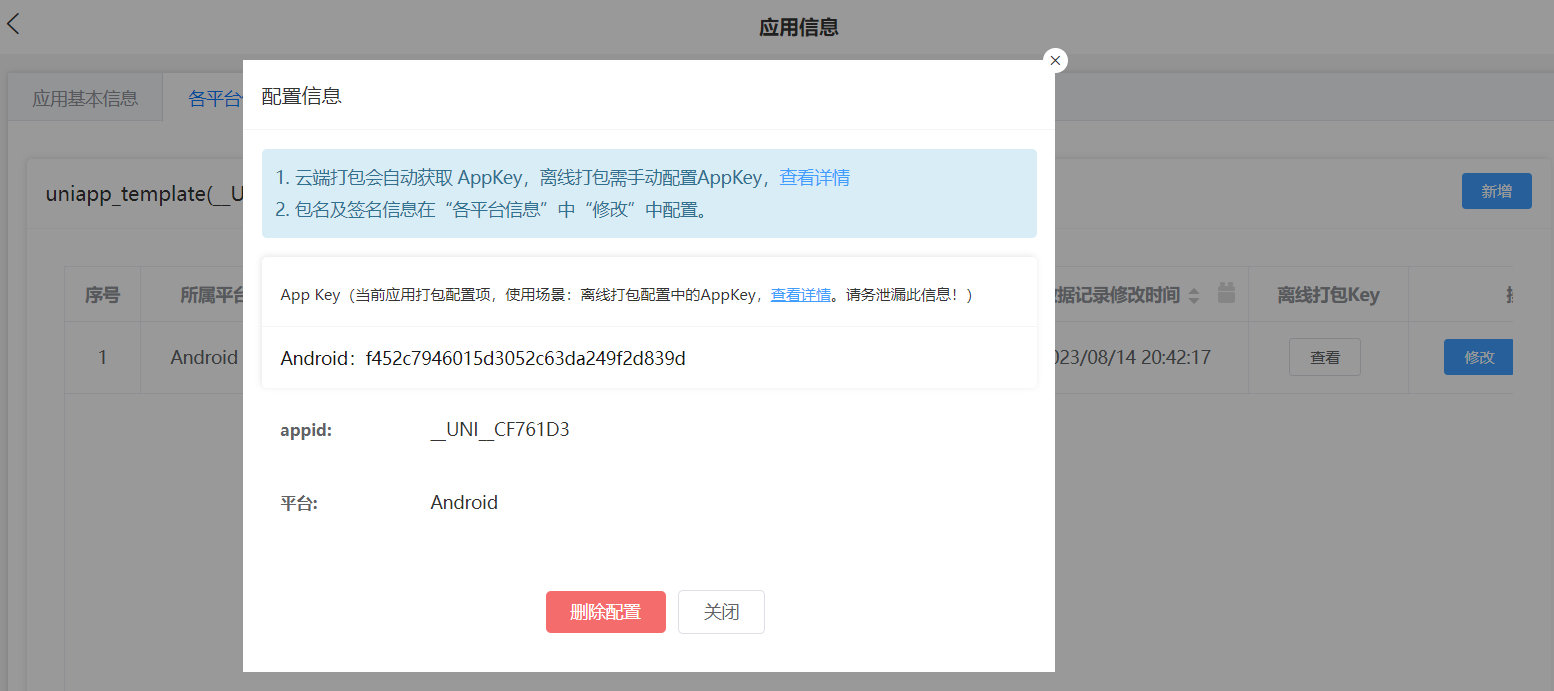 应用信息
应用基本信息
各平台
配置信息
1. 云端打包会自动获取 AppKey，离线打包需手动配置AppKey，查看详情
2. 包名及签名信息在“各平台信息”中“修改”中配置。
uniapp_template(__U
新增
App Key（当前应用打包配置项，使用场景：离线打包配置中的AppKey，查看详情。请务泄漏此信息！）
序号
所属平台
据记录修改时间
离线打包Key
Android：f452c7946015d3052c63da249f2d839d
1
Android
023/08/14 20:42:17
查看
修改
appid:
__UNI__CF761D3
平台:
Android
删除配置
关闭